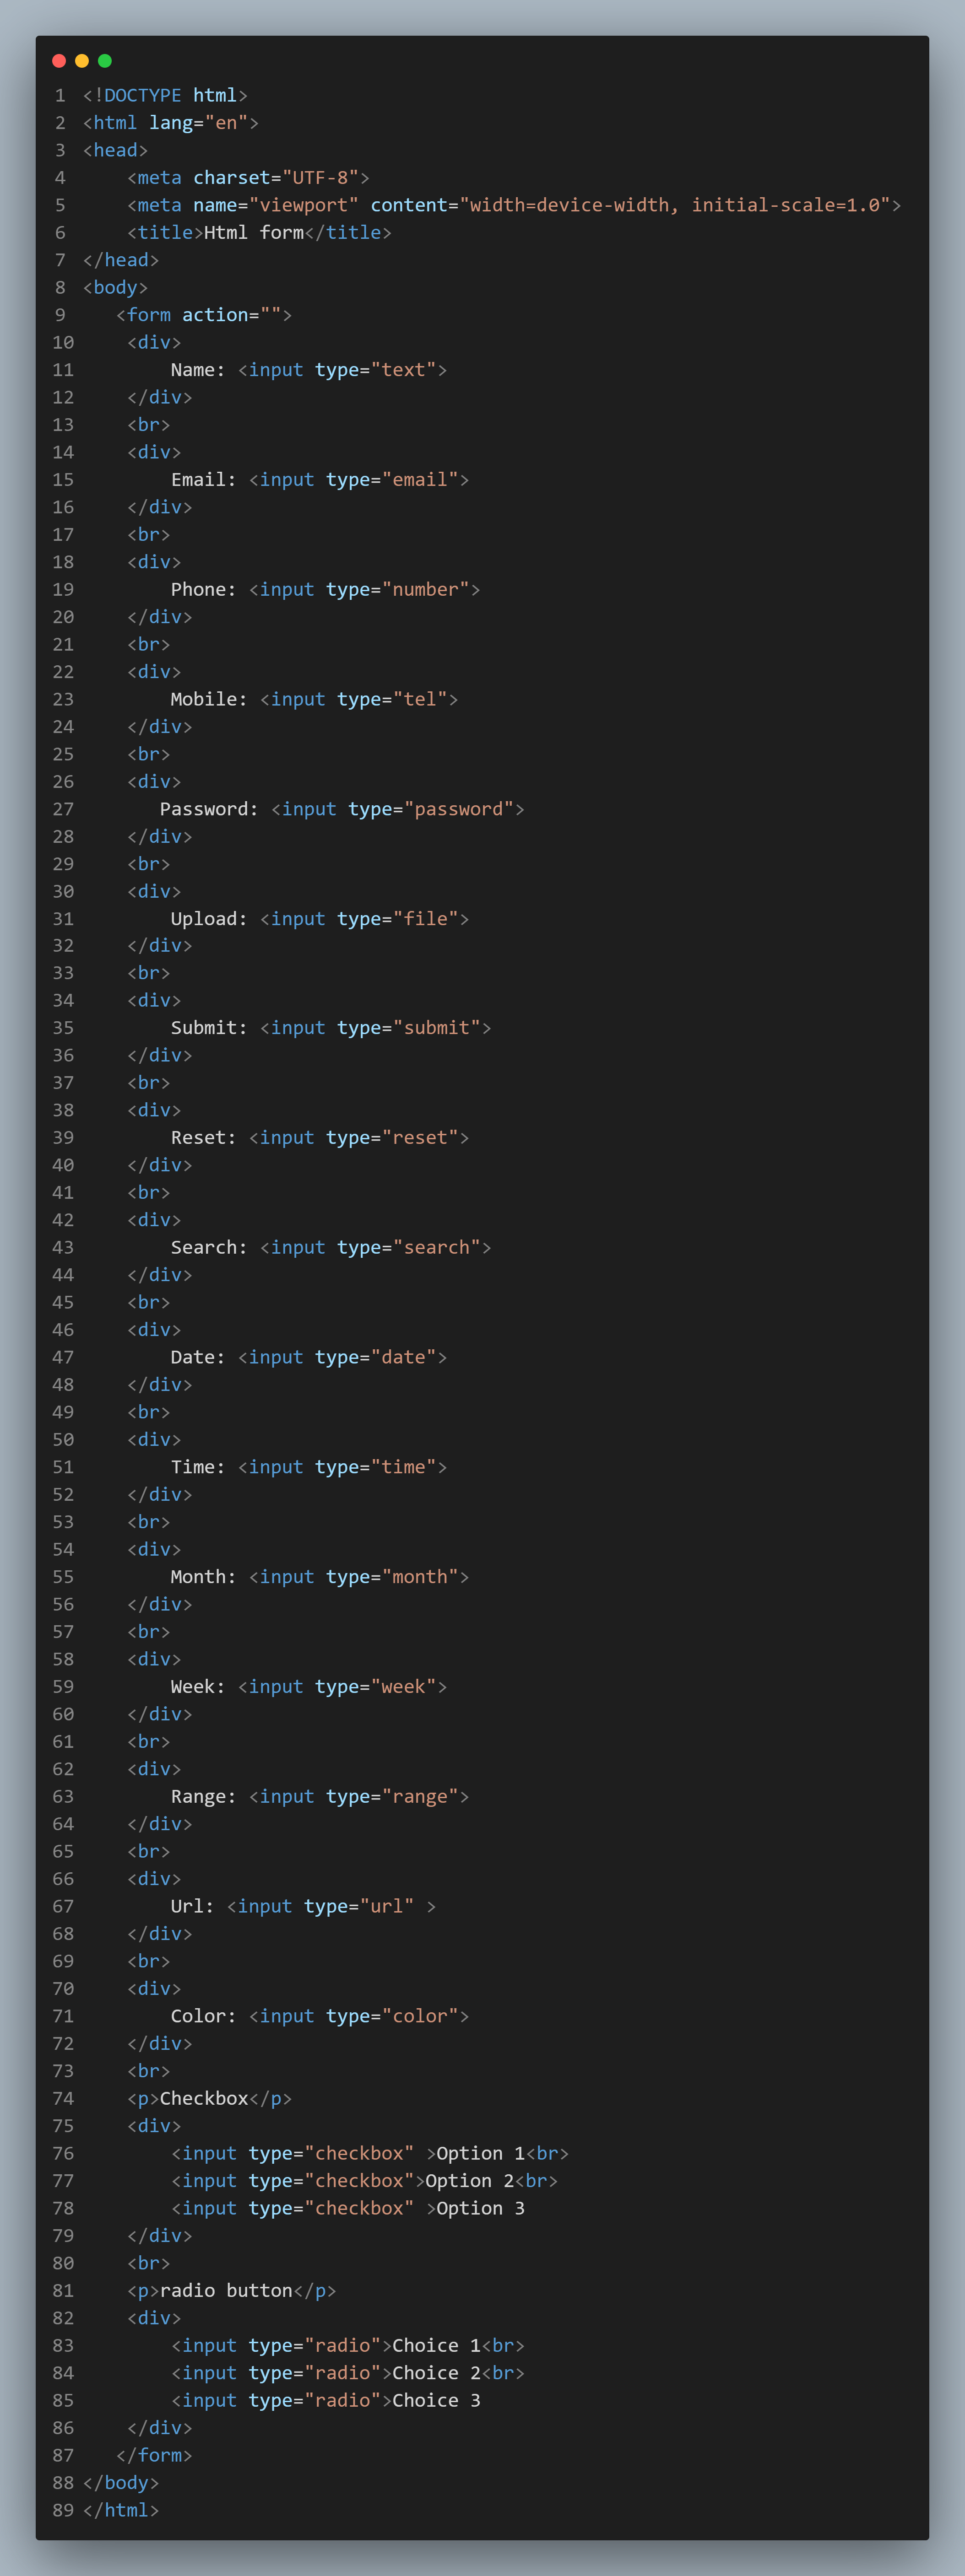 1 <!DOCTYPE html>
2 <html lang="en">
3 <head>
4     <meta charset="UTF-8">
5     <meta name="viewport" content="width=device-width, initial-scale=1.0">
6     <title>Html form</title>
7 </head>
8 <body>
9    <form action="">
10     <div>
11         Name: <input type="text">
12     </div>
13     <br>
14     <div>
15         Email: <input type="email">
16     </div>
17     <br>
18     <div>
19         Phone: <input type="number">
20     </div>
21     <br>
22     <div>
23         Mobile: <input type="tel">
24     </div>
25     <br>
26     <div>
27        Password: <input type="password">
28     </div>
29     <br>
30     <div>
31         Upload: <input type="file">
32     </div>
33     <br>
34     <div>
35         Submit: <input type="submit">
36     </div>
37     <br>
38     <div>
39         Reset: <input type="reset">
40     </div>
41     <br>
42     <div>
43         Search: <input type="search">
44     </div>
45     <br>
46     <div>
47         Date: <input type="date">
48     </div>
49     <br>
50     <div>
51         Time: <input type="time">
52     </div>
53     <br>
54     <div>
55         Month: <input type="month">
56     </div>
57     <br>
58     <div>
59         Week: <input type="week">
60     </div>
61     <br>
62     <div>
63         Range: <input type="range">
64     </div>
65     <br>
66     <div>
67         Url: <input type="url" >
68     </div>
69     <br>
70     <div>
71         Color: <input type="color">
72     </div>
73     <br>
74     <p>Checkbox</p>
75     <div>
76         <input type="checkbox" >Option 1<br>
77         <input type="checkbox">Option 2<br>
78         <input type="checkbox" >Option 3
79     </div>
80     <br>
81     <p>radio button</p>
82     <div>
83         <input type="radio">Choice 1<br>
84         <input type="radio">Choice 2<br>
85         <input type="radio">Choice 3
86     </div>
87    </form>
88 </body>
89 </html>